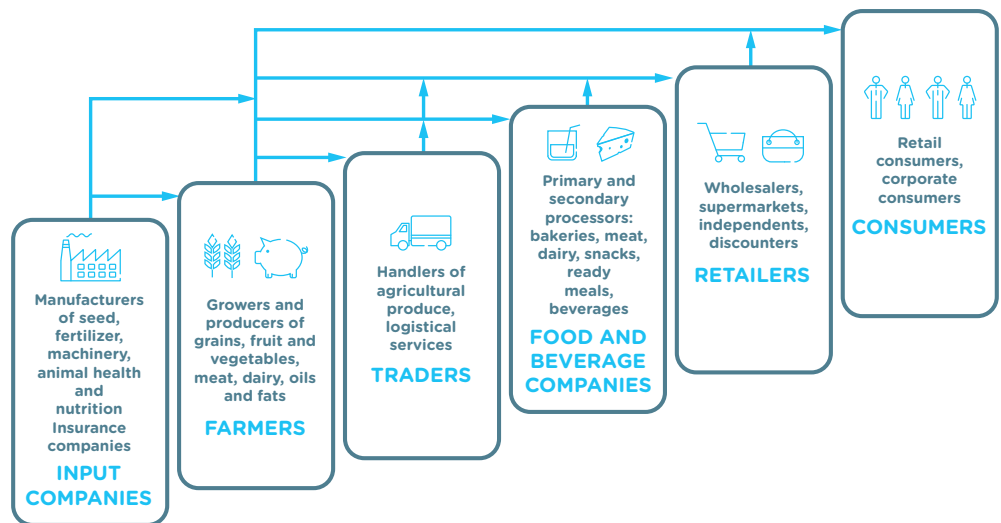 Manufacturers
of seed,
fertilizer,
machinery,
animal health
and
nutrition
Insurance
companies
INPUT
COMPANIES
Growers and
producers of
grains, fruit and
vegetables,
meat, dairy, oils
and fats
FARMERS
Handlers of
agricultural
produce,
logistical
services
TRADERS
Primary and
secondary
processors:
bakeries, meat,
dairy, snacks,
ready
meals,
beverages
FOOD AND
BEVERAGE
COMPANIES
Wholesalers,
supermarkets,
independents,
discounters
RETAILERS
Retail
consumers,
corporate
consumers
CONSUMERS